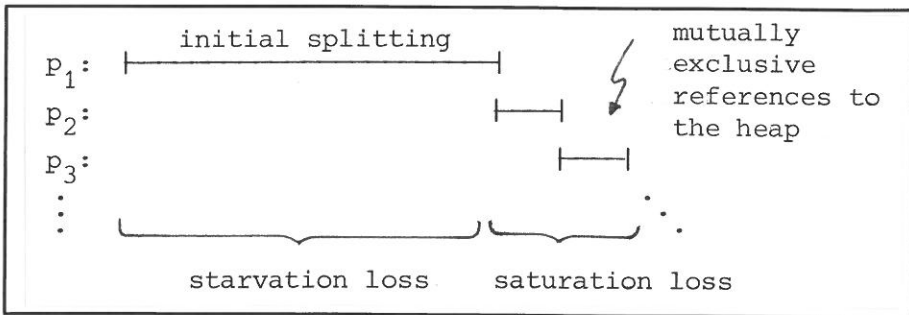 initial splitting
p1:
mutually
exclusive
references to
the heap
p2:
p3:
starvation loss
saturation loss